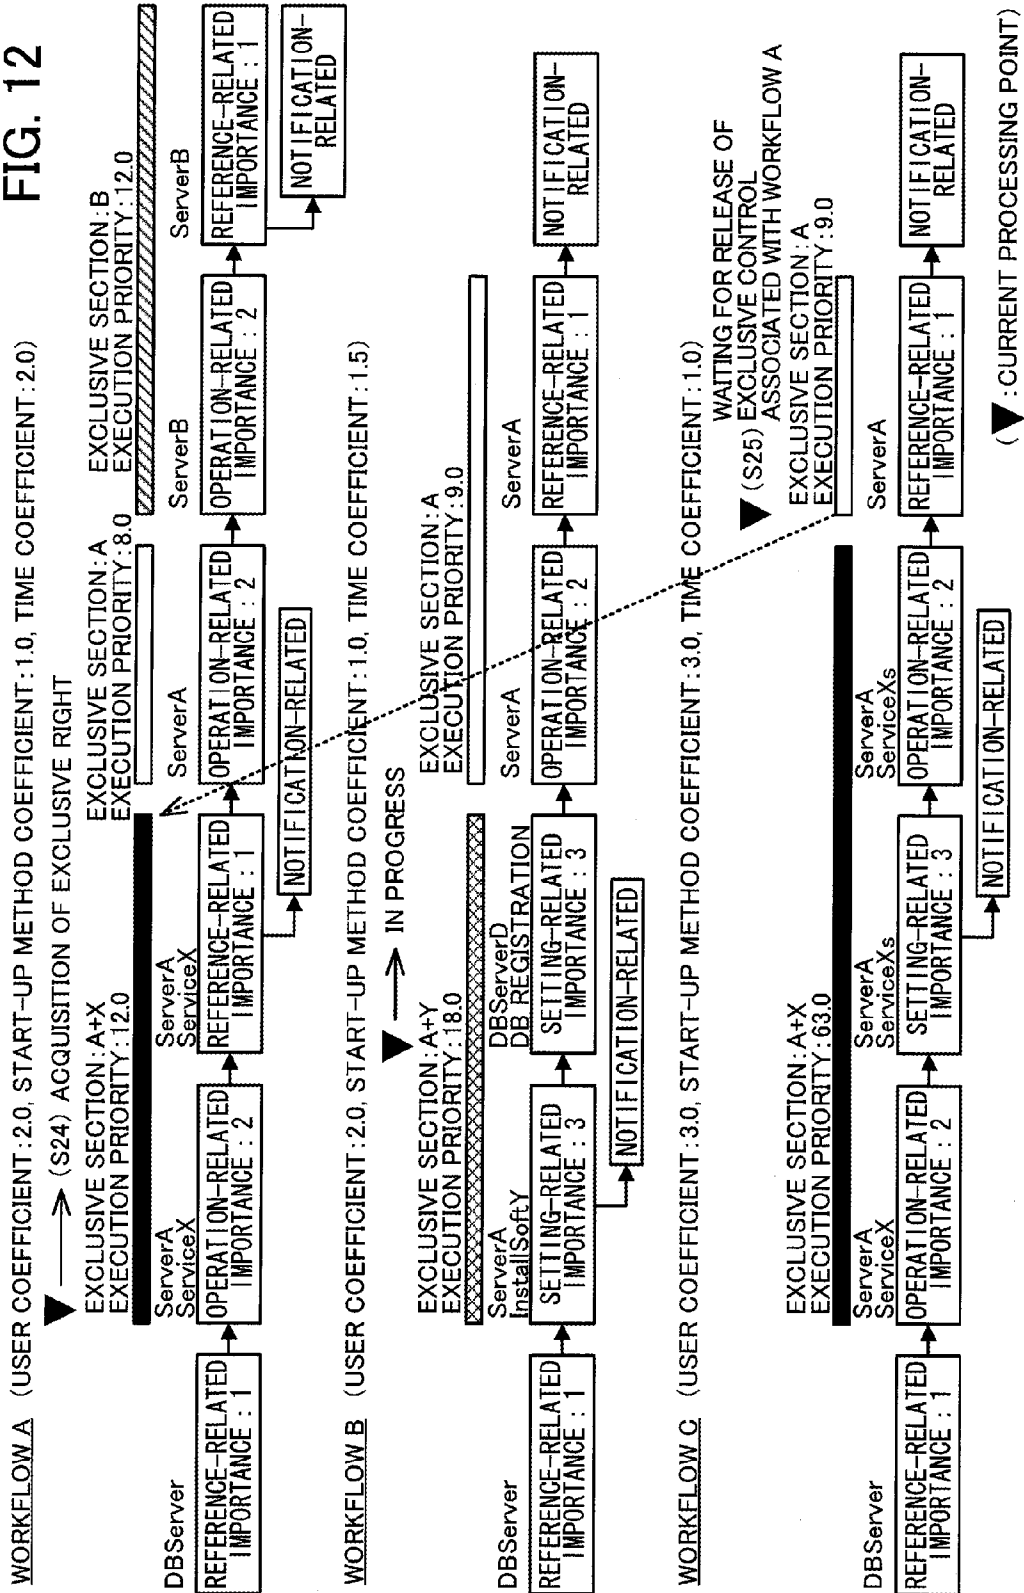 FIG. 12
WORKFLOW A (USER COEFFICIENT:2.0, START-UP METHOD COEFFICIENT:1.0, TIME COEFFICIENT:2.0)
(S24) ACQUISITION OF EXCLUSIVE RIGHT
EXCLUSIVE SECTION:A+X
EXECUTION PRIORITY:12.0
EXCLUSIVE SECTION:A
EXECUTION PRIORITY:8.0
EXCLUSIVE SECTION:B
EXECUTION PRIORITY:12.0
DBServer
REFERENCE-RELATED
IMPORTANCE:1
ServerA
ServiceX
OPERATION-RELATED
IMPORTANCE:2
ServerA
ServiceX
REFERENCE-RELATED
IMPORTANCE:1
NOTIFICATION-RELATED
ServerA
OPERATION-RELATED
IMPORTANCE:2
ServerB
OPERATION-RELATED
IMPORTANCE:2
ServerB
REFERENCE-RELATED
IMPORTANCE:1
NOTIFICATION-
RELATED
WORKFLOW B (USER COEFFICIENT:2.0, START-UP METHOD COEFFICIENT:1.0, TIME COEFFICIENT:1.5)
IN PROGRESS
EXCLUSIVE SECTION:A+Y
EXECUTION PRIORITY:18.0
EXCLUSIVE SECTION:A
EXECUTION PRIORITY:9.0
DBServer
REFERENCE-RELATED
IMPORTANCE:1
ServerA
InstallSoftY
SETTING-RELATED
IMPORTANCE:3
NOTIFICATION-RELATED
DBServerD
DB REGISTRATION
SETTING-RELATED
IMPORTANCE:3
ServerA
OPERATION-RELATED
IMPORTANCE:2
ServerA
REFERENCE-RELATED
IMPORTANCE:1
NOTIFICATION-
RELATED
WORKFLOW C (USER COEFFICIENT:3.0, START-UP METHOD COEFFICIENT:3.0, TIME COEFFICIENT:1.0)
WAITING FOR RELEASE OF
(S25) EXCLUSIVE CONTROL
ASSOCIATED WITH WORKFLOW A
EXCLUSIVE SECTION:A+X
EXECUTION PRIORITY:63.0
EXCLUSIVE SECTION:A
EXECUTION PRIORITY:9.0
DBServer
REFERENCE-RELATED
IMPORTANCE:1
ServerA
ServiceX
OPERATION-RELATED
IMPORTANCE:2
ServerA
ServiceXs
SETTING-RELATED
IMPORTANCE:3
NOTIFICATION-RELATED
ServerA
ServiceXs
OPERATION-RELATED
IMPORTANCE:2
ServerA
REFERENCE-RELATED
IMPORTANCE:1
NOTIFICATION-
RELATED
(▼:CURRENT PROCESSING POINT)